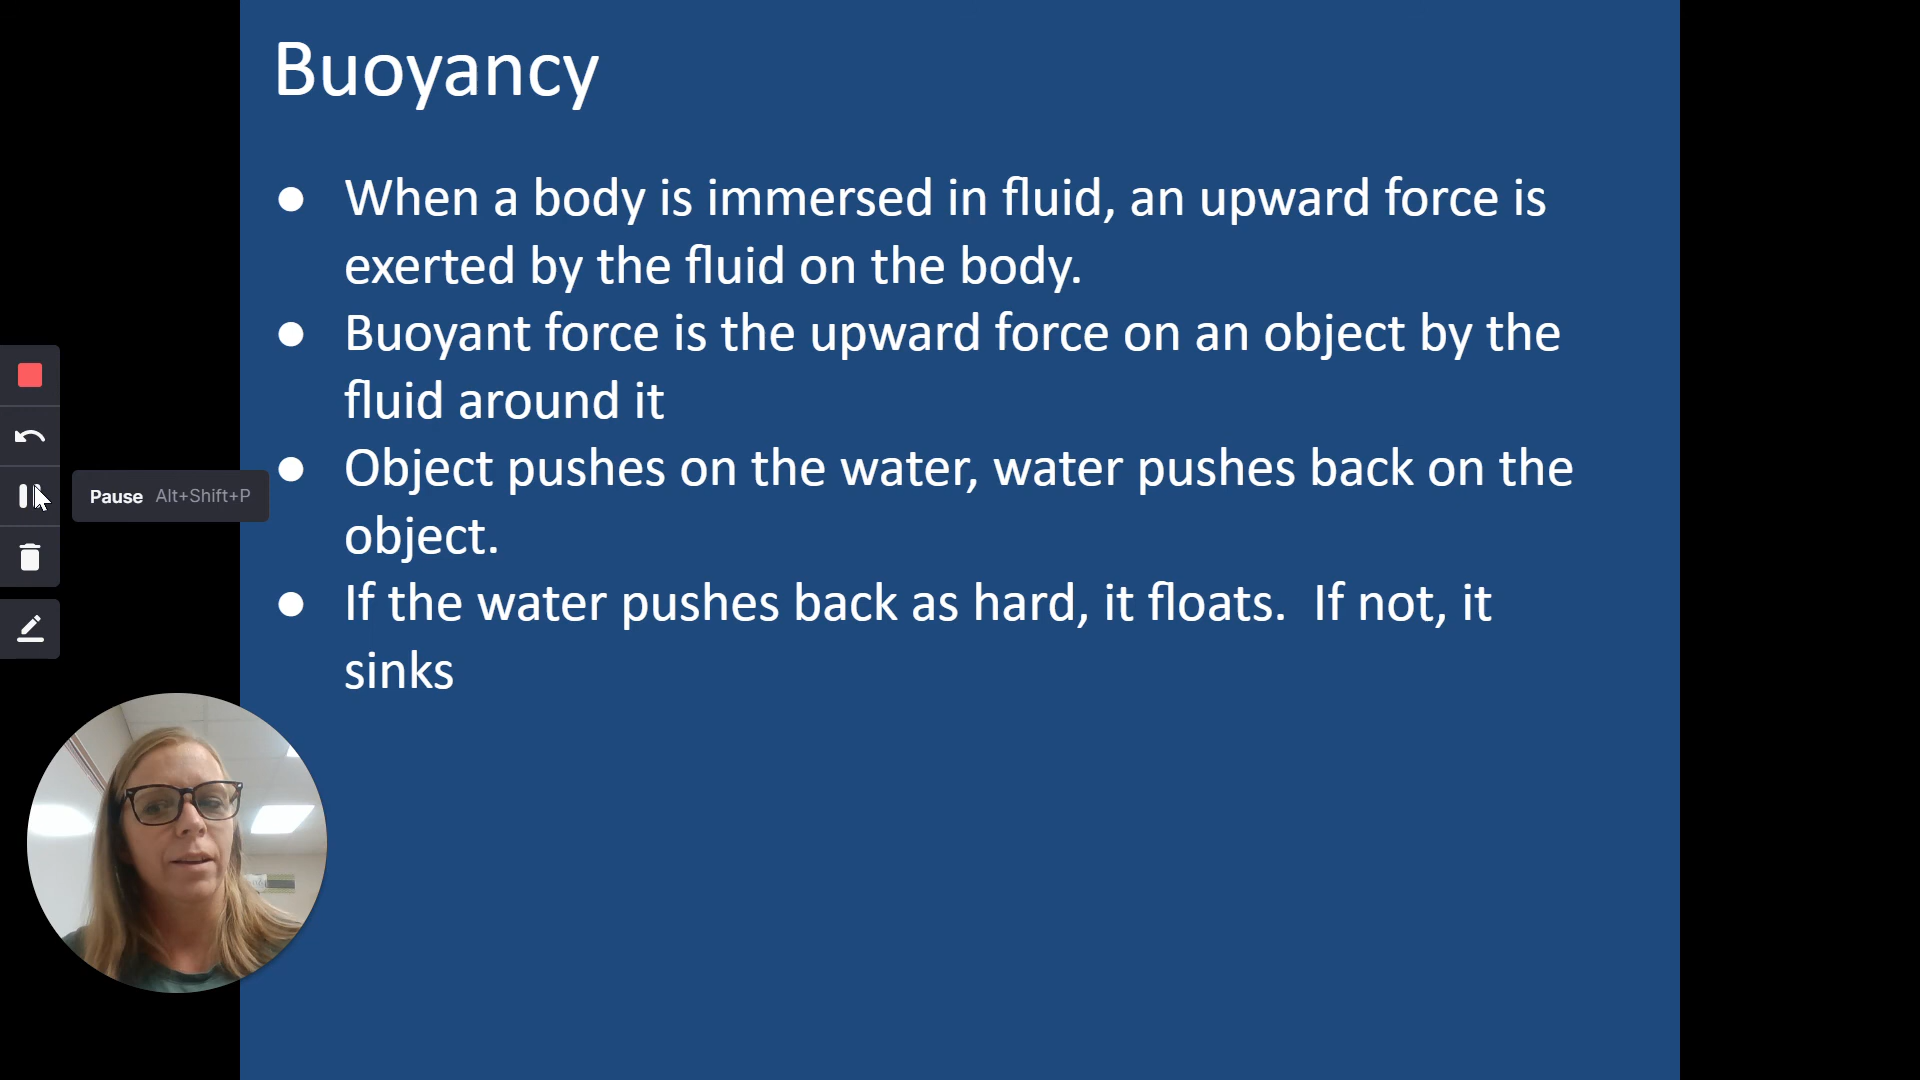 Buoyancy
● When a body is immersed in fluid, an upward force is
exerted by the fluid on the body.
● Buoyant force is the upward force on an object by the
fluid around it
● Object pushes on the water, water pushes back on the
object.
● If the water pushes back as hard, it floats.  If not, it
sinks
Pause Alt+Shift+P